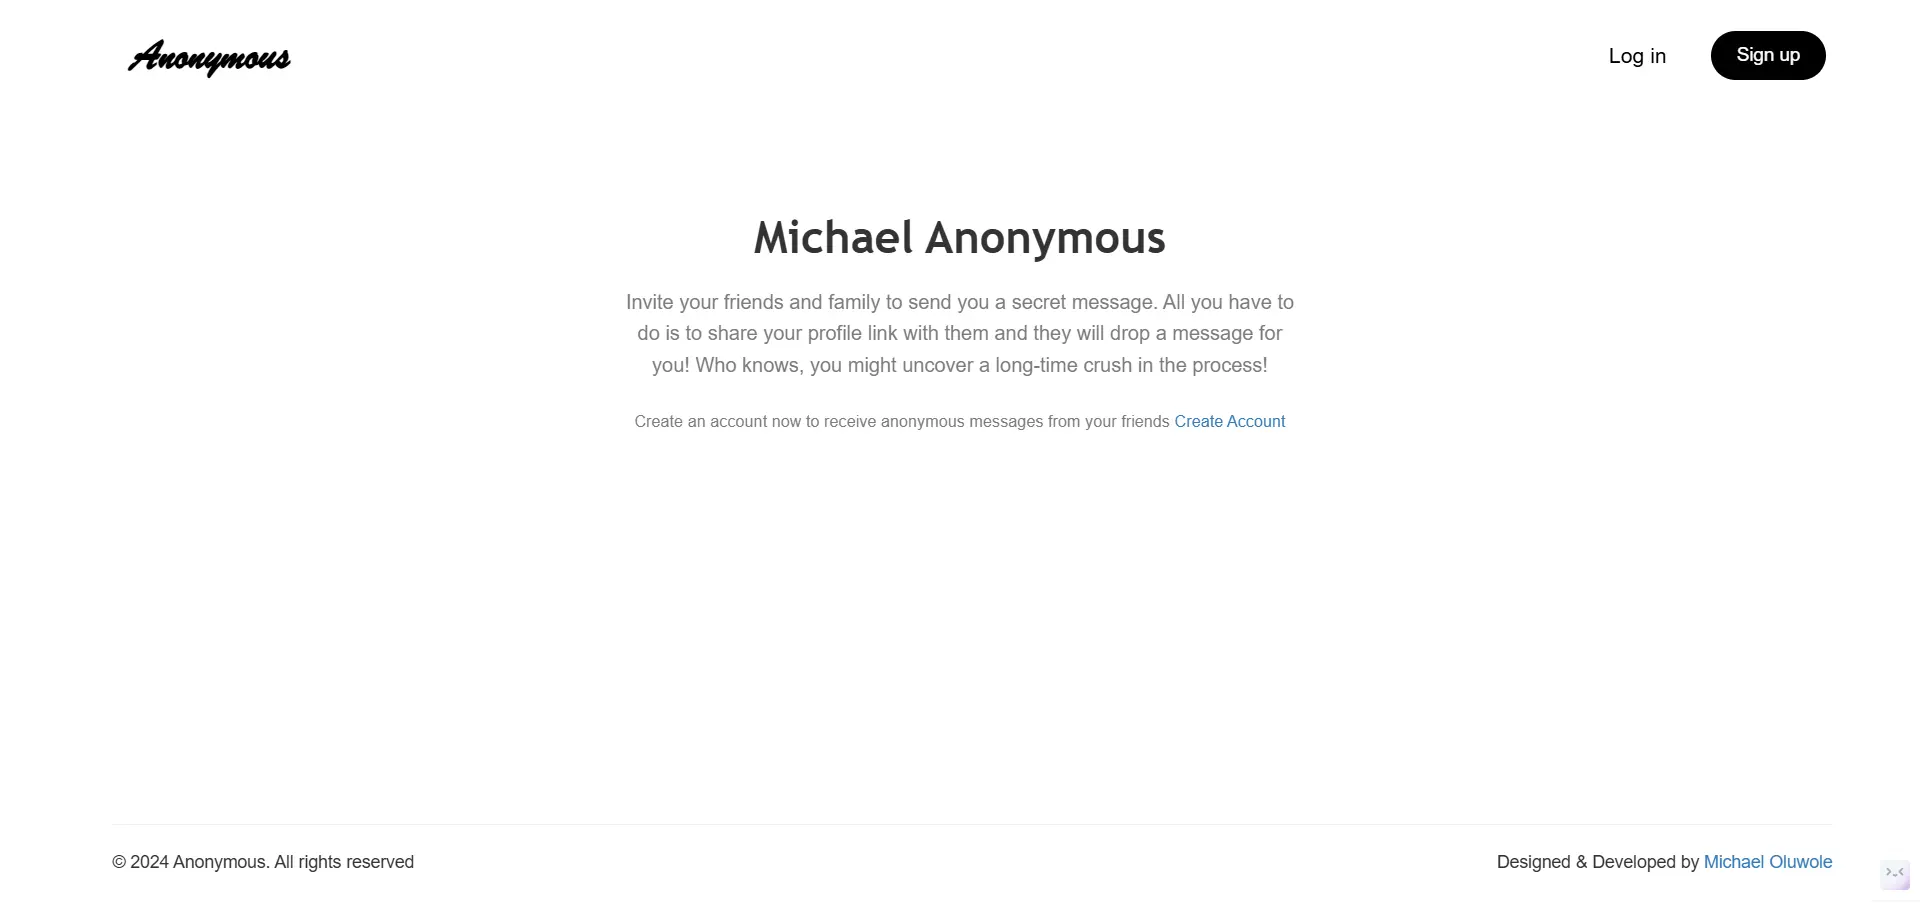 Anonymous
Log in
Sign up
Michael Anonymous
Invite your friends and family to send you a secret message. All you have to
do is to share your profile link with them and they will drop a message for
you! Who knows, you might uncover a long-time crush in the process!
Create an account now to receive anonymous messages from your friends Create Account
© 2024 Anonymous. All rights reserved
Designed & Developed by Michael Oluwole